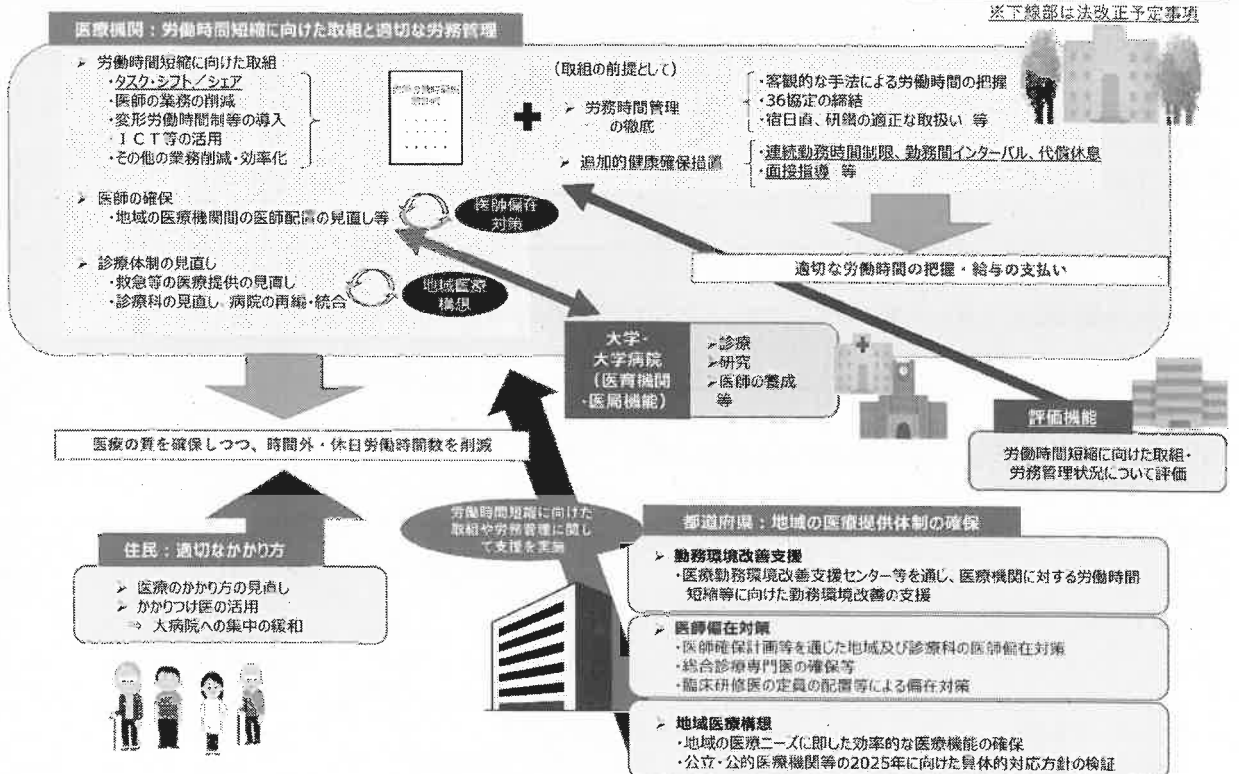 ※下線部は法改正予定事項
医療機関：労働時間短縮に向けた取組と適切な労務管理
➢ 労働時間短縮に向けた取組
・タスク・シフト／シェア
・医師の業務の削減
・変形労働時間制等の導入
・ＩＣＴ等の活用
・その他の業務削減・効率化
➢ 医師の確保
・地域の医療機関間の医師配置の見直し等
医師偏在
対策
➢ 診療体制の見直し
・救急等の医療提供の見直し
・診療科の見直し、病院の再編・統合
地域医療
構想
＋
(取組の前提として)
➢ 労務時間管理
の徹底
・客観的な手法による労働時間の把握
・36協定の締結
・宿日直、研鑽の適正な取扱い 等
➢ 追加的健康確保措置
・連続勤務時間制限、勤務間インターバル、代償休息
・面接指導 等
適切な労働時間の把握・給与の支払い
大学・
大学病院
（医育機関
・医局機能）
➢診療
➢研究
➢医師の養成
等
評価機能
労働時間短縮に向けた取組・
労務管理状況について評価
医療の質を確保しつつ、時間外・休日労働時間数を削減
住民：適切なかかり方
➢ 医療のかかり方の見直し
➢ かかりつけ医の活用
⇒ 大病院への集中の緩和
労働時間短縮に向けた
取組や労務管理に関し
て支援を実施
都道府県：地域の医療提供体制の確保
➢ 勤務環境改善支援
・医療勤務環境改善支援センター等を通じ、医療機関に対する労働時間
短縮等に向けた勤務環境改善の支援
➢ 医師偏在対策
・医師確保計画等を通じた地域及び診療科の医師偏在対策
・総合診療専門医の確保等
・臨床研修医の定員の配置等による偏在対策
➢ 地域医療構想
・地域の医療ニーズに即した効率的な医療機能の確保
・公立・公的医療機関等の2025年に向けた具体的対応方針の検証